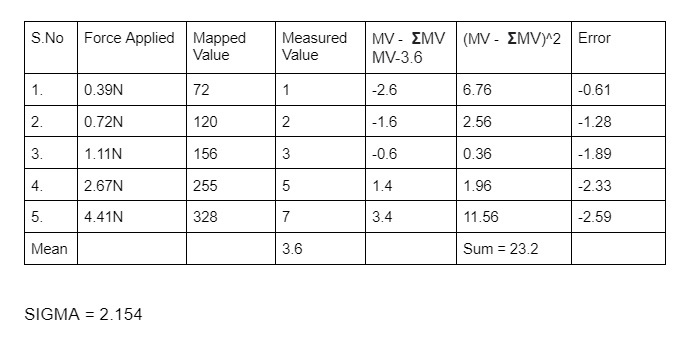 S.No Force Applied Mapped Value Measured Value MV - ΣMV MV-3.6 (MV - ΣMV)^2 Error
1. 0.39N 72 1 -2.6 6.76 -0.61
2. 0.72N 120 2 -1.6 2.56 -1.28
3. 1.11N 156 3 -0.6 0.36 -1.89
4. 2.67N 255 5 1.4 1.96 -2.33
5. 4.41N 328 7 3.4 11.56 -2.59
Mean 3.6 Sum = 23.2
SIGMA = 2.154